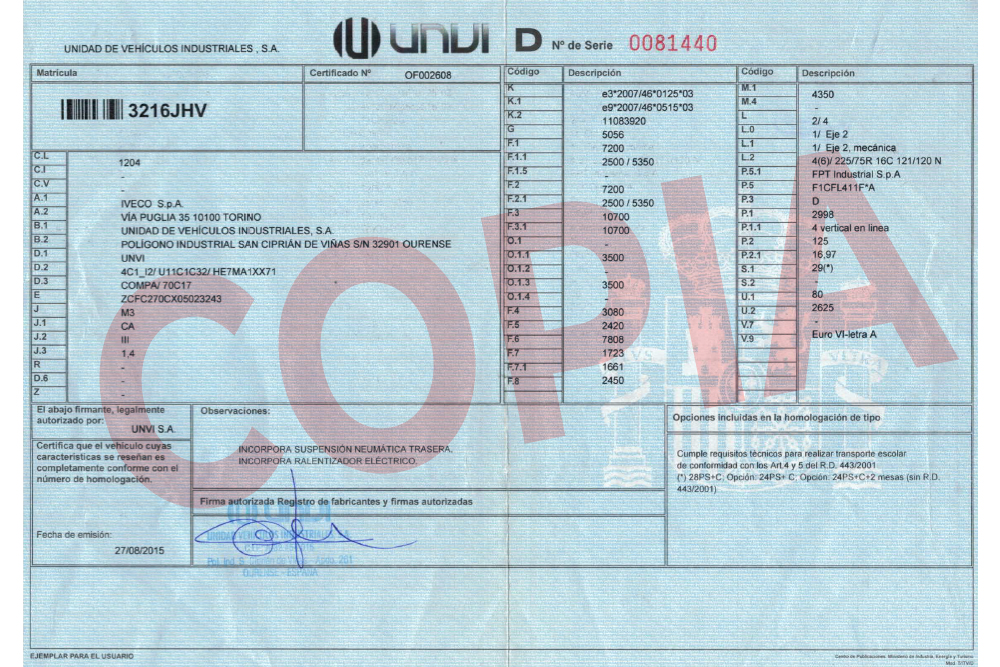 UNIDAD DE VEHÍCULOS INDUSTRIALES , S.A.
UNVI
D Nº de Serie 0081440
Matrícula
Certificado Nº OF002608
3216JHV
C.L 1204
C.I -
C.V -
A.1 IVECO S.p.A.
A.2 VÍA PUGLIA 35 10100 TORINO
B.1 UNIDAD DE VEHÍCULOS INDUSTRIALES, S.A.
B.2 POLÍGONO INDUSTRIAL SAN CIPRIÁN DE VIÑAS S/N 32901 OURENSE
D.1 UNVI
D.2 4C1_I2/ U11C1C32/ HE7MA1XX71
D.3 COMPA/ 70C17
E ZCFC270CX05023243
J M3
J.1 CA
J.2 III
J.3 1,4
R -
D.6 -
Z -
Código Descripción
K e3*2007/46*0125*03
K.1 e9*2007/46*0515*03
K.2 11083920
G 5056
F.1 7200
F.1.1 2500 / 5350
F.1.5 -
F.2 7200
F.2.1 2500 / 5350
F.3 10700
F.3.1 10700
O.1 -
O.1.1 3500
O.1.2 -
O.1.3 3500
O.1.4 -
F.4 3080
F.5 2420
F.6 7808
F.7 1723
F.7.1 1661
F.8 2450
Código Descripción
M.1 4350
M.4 -
L 2/ 4
L.0 1/ Eje 2
L.1 1/ Eje 2, mecánica
L.2 4(6)/ 225/75R 16C 121/120 N
P.5.1 FPT Industrial S.p.A
P.5 F1CFL411F*A
P.3 D
P.1 2998
P.1.1 4 vertical en linea
P.2 125
P.2.1 16,97
S.1 29(*)
S.2 -
U.1 80
U.2 2625
V.7 -
V.9 Euro VI-letra A
COPIA
El abajo firmante, legalmente
autorizado por:
UNVI S.A.
Certifica que el vehículo cuyas
características se reseñan es
completamente conforme con el
número de homologación.
Fecha de emisión:
27/08/2015
Observaciones:
INCORPORA SUSPENSIÓN NEUMÁTICA TRASERA,
INCORPORA RALENTIZADOR ELÉCTRICO.
Firma autorizada Registro de fabricantes y firmas autorizadas
Opciones incluidas en la homologación de tipo
Cumple requisitos técnicos para realizar transporte escolar
de conformidad con los Art.4 y 5 del R.D. 443/2001
(*) 28PS+C; Opción: 24PS+ C; Opción: 24PS+C+2 mesas (sin R.D.
443/2001)
EJEMPLAR PARA EL USUARIO
Centro de Publicaciones. Ministerio de Industria, Energía y Turismo